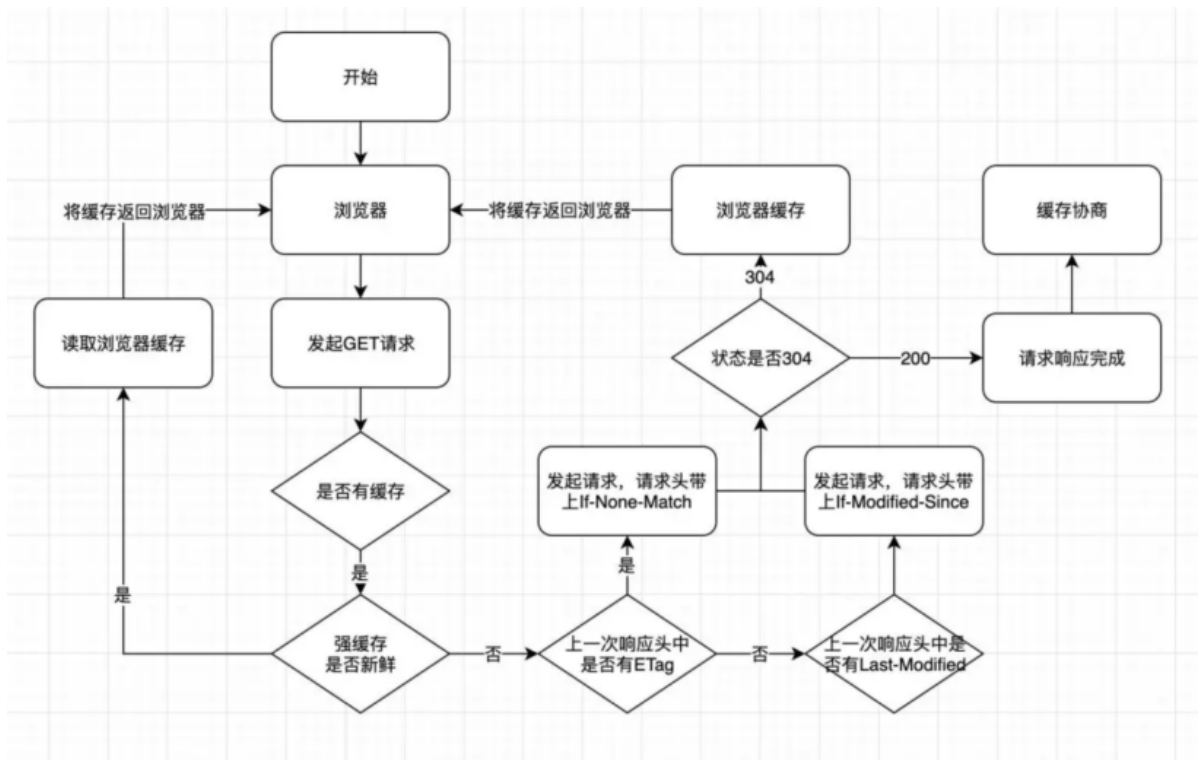 开始
将缓存返回浏览器
浏览器
将缓存返回浏览器
浏览器缓存
缓存协商
304
读取浏览器缓存
发起GET请求
状态是否304
200
请求响应完成
是否有缓存
发起请求，请求头带
上If-None-Match
发起请求，请求头带
上If-Modified-Since
是
是
是
强缓存
是否新鲜
否
上一次响应头中
是否有ETag
否
上一次响应头中是
否有Last-Modified